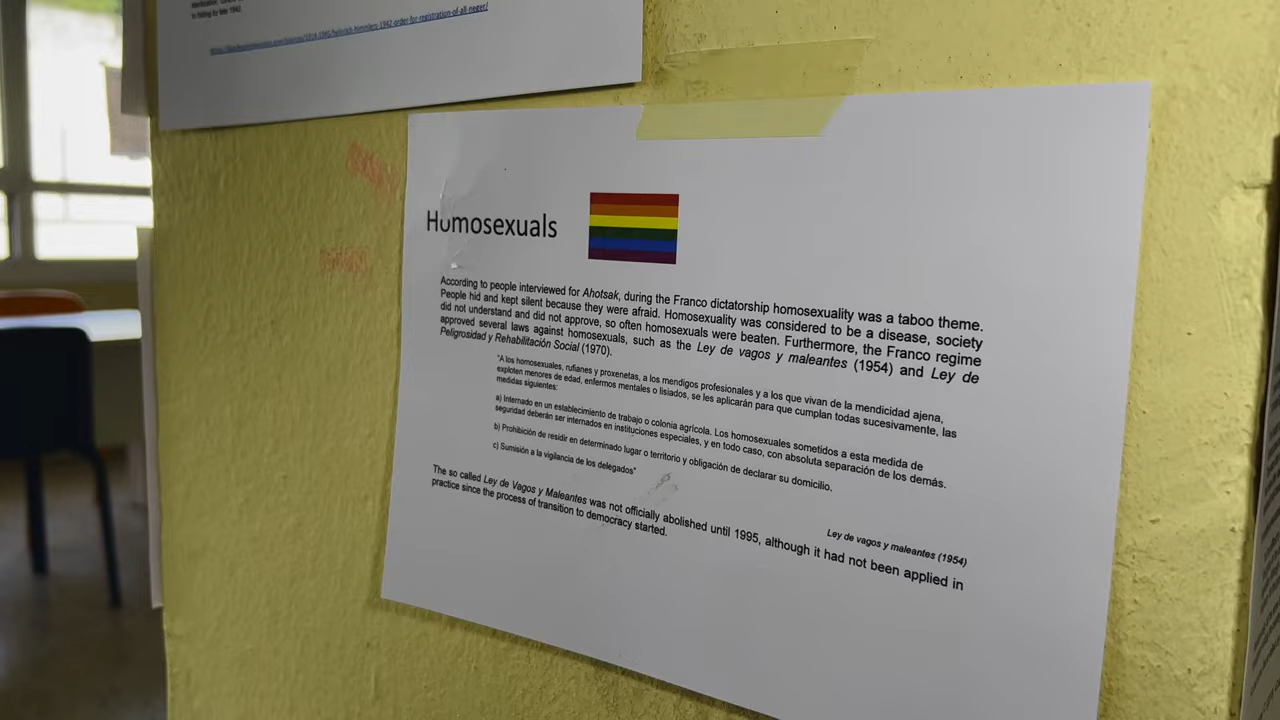 in hiding by late 1942.
Homosexuals
According to people interviewed for Ahotsak, during the Franco dictatorship homosexuality was a taboo theme.
People hid and kept silent because they were afraid. Homosexuality was considered to be a disease, society
did not understand and did not approve, so often homosexuals were beaten. Furthermore, the Franco regime
approved several laws against homosexuals, such as the Ley de vagos y maleantes (1954) and Ley de
Peligrosidad y Rehabilitación Social (1970).
"A los homosexuales, rufianes y proxenetas, a los mendigos profesionales y a los que vivan de la mendicidad ajena,
exploten menores de edad, enfermos mentales o lisiados, se les aplicarán para que cumplan todas sucesivamente, las
medidas siguientes:
a) Internado en un establecimiento de trabajo o colonia agrícola. Los homosexuales sometidos a esta medida de
seguridad deberán ser internados en instituciones especiales, y en todo caso, con absoluta separación de los demás.
b) Prohibición de residir en determinado lugar o territorio y obligación de declarar su domicilio.
c) Sumisión a la vigilancia de los delegados"
Ley de vagos y maleantes (1954)
The so called Ley de Vagos y Maleantes was not officially abolished until 1995, although it had not been applied in
practice since the process of transition to democracy started.